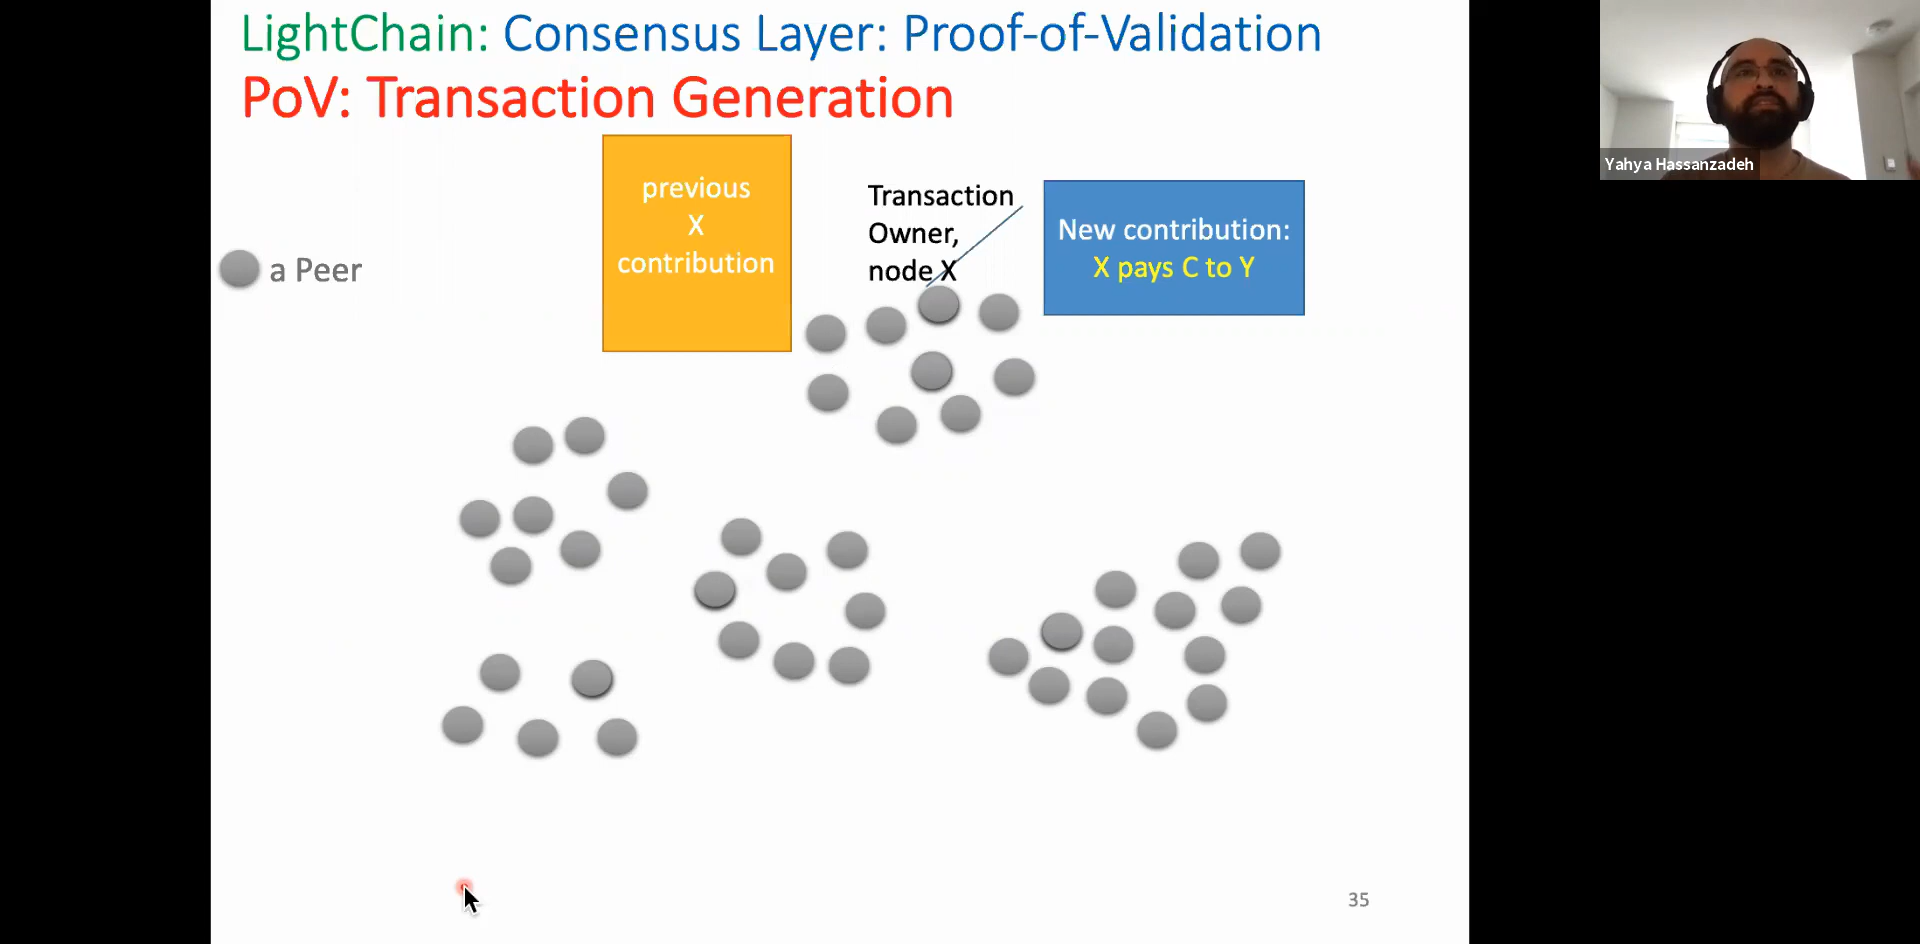 LightChain: Consensus Layer: Proof-of-Validation
PoV: Transaction Generation
previous
X
contribution
Transaction
Owner,
node X
New contribution:
X pays C to Y
a Peer
Yahya Hassanzadeh
35